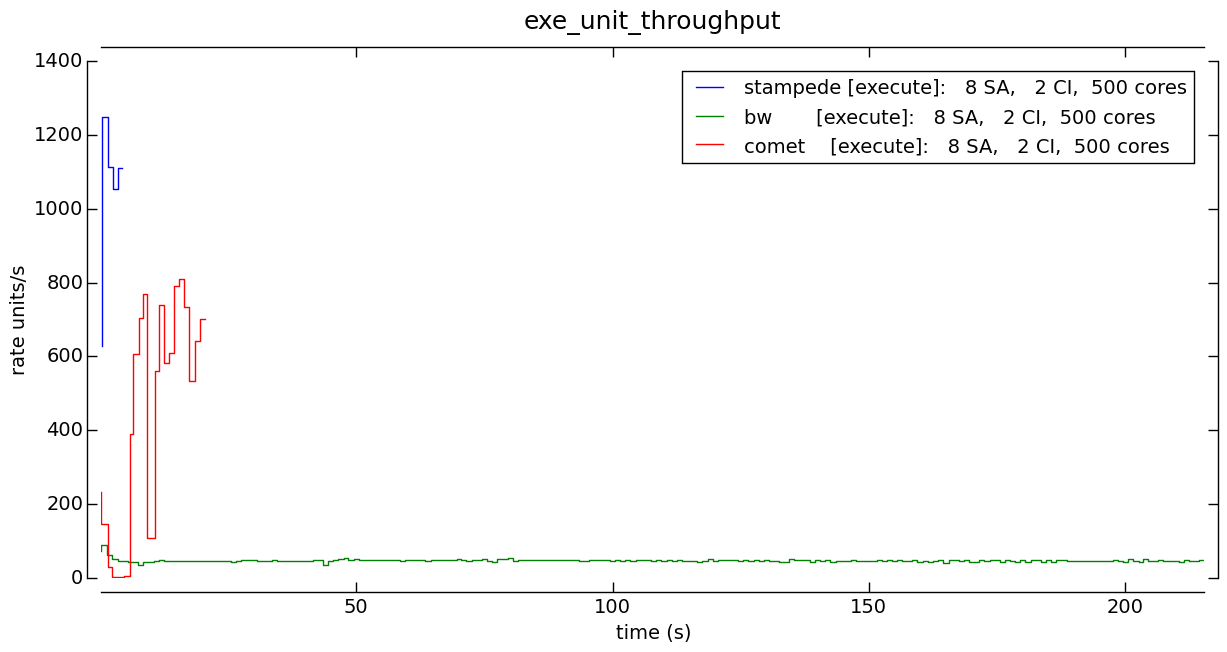 exe_unit_throughput
1400
1200
1000
800
600
400
200
0
rate units/s
stampede [execute]:   8 SA,   2 CI,  500 cores
bw       [execute]:   8 SA,   2 CI,  500 cores
comet    [execute]:   8 SA,   2 CI,  500 cores
50
100
150
200
time (s)